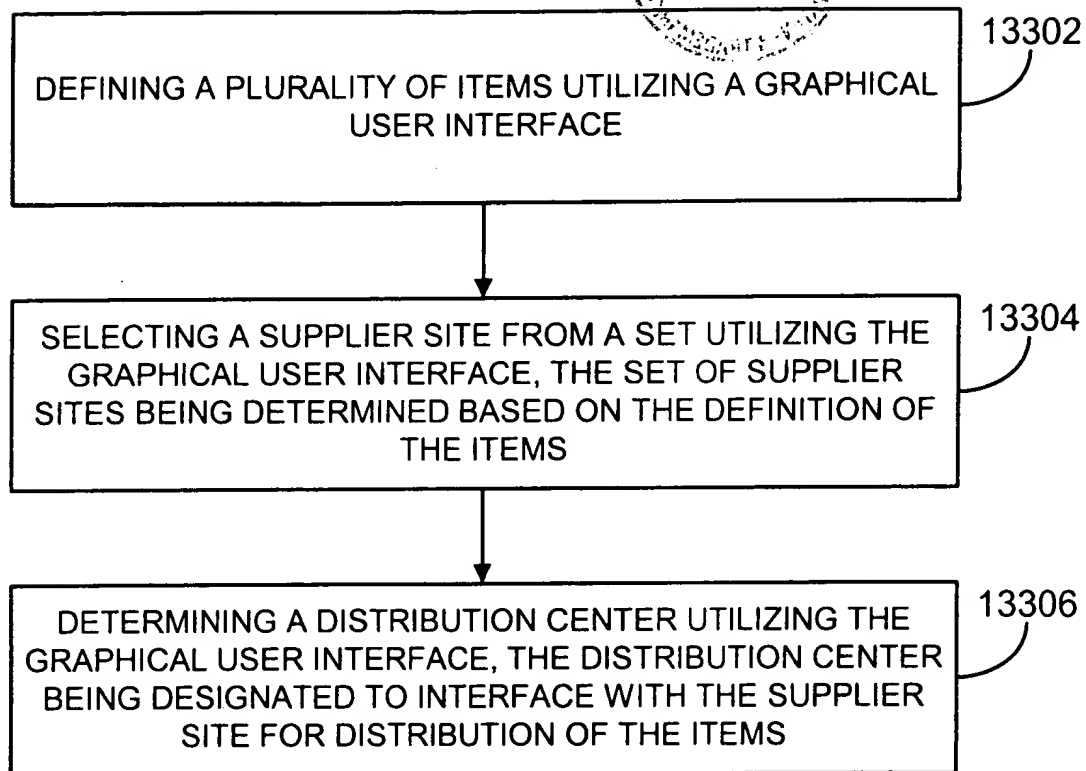 13302
DEFINING A PLURALITY OF ITEMS UTILIZING A GRAPHICAL
USER INTERFACE
13304
SELECTING A SUPPLIER SITE FROM A SET UTILIZING THE
GRAPHICAL USER INTERFACE, THE SET OF SUPPLIER
SITES BEING DETERMINED BASED ON THE DEFINITION OF
THE ITEMS
13306
DETERMINING A DISTRIBUTION CENTER UTILIZING THE
GRAPHICAL USER INTERFACE, THE DISTRIBUTION CENTER
BEING DESIGNATED TO INTERFACE WITH THE SUPPLIER
SITE FOR DISTRIBUTION OF THE ITEMS